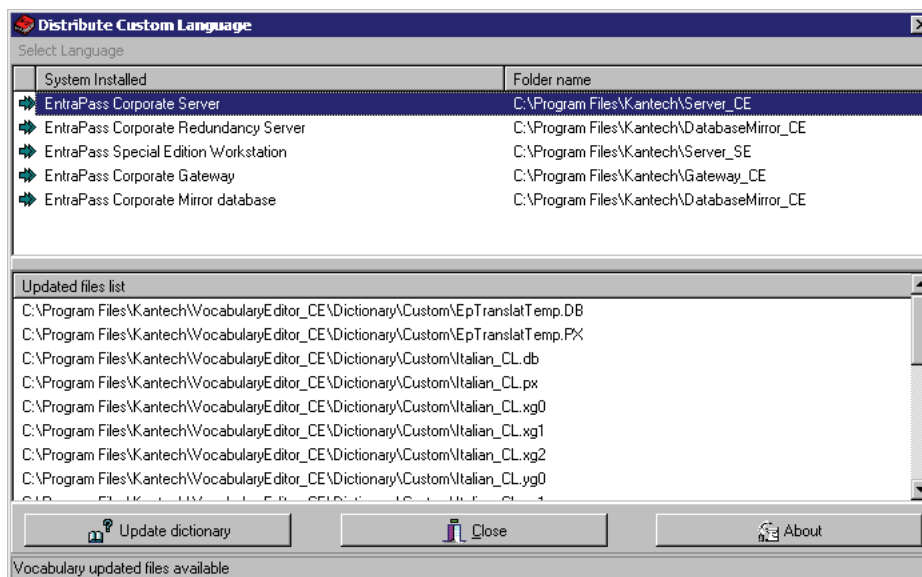 Distribute Custom Language
Select Language
System Installed Folder name
EntraPass Corporate Server C:\Program Files\Kantech\Server_CE
EntraPass Corporate Redundancy Server C:\Program Files\Kantech\DatabaseMirror_CE
EntraPass Special Edition Workstation C:\Program Files\Kantech\Server_SE
EntraPass Corporate Gateway C:\Program Files\Kantech\Gateway_CE
EntraPass Corporate Mirror database C:\Program Files\Kantech\DatabaseMirror_CE
Updated files list
C:\Program Files\Kantech\VocabularyEditor_CE\Dictionary\Custom\EpTranslatTemp.DB
C:\Program Files\Kantech\VocabularyEditor_CE\Dictionary\Custom\EpTranslatTemp.PX
C:\Program Files\Kantech\VocabularyEditor_CE\Dictionary\Custom\Italian_CL.db
C:\Program Files\Kantech\VocabularyEditor_CE\Dictionary\Custom\Italian_CL.px
C:\Program Files\Kantech\VocabularyEditor_CE\Dictionary\Custom\Italian_CL.xg0
C:\Program Files\Kantech\VocabularyEditor_CE\Dictionary\Custom\Italian_CL.xg1
C:\Program Files\Kantech\VocabularyEditor_CE\Dictionary\Custom\Italian_CL.xg2
C:\Program Files\Kantech\VocabularyEditor_CE\Dictionary\Custom\Italian_CL.yg0
Update dictionary Close About
Vocabulary updated files available